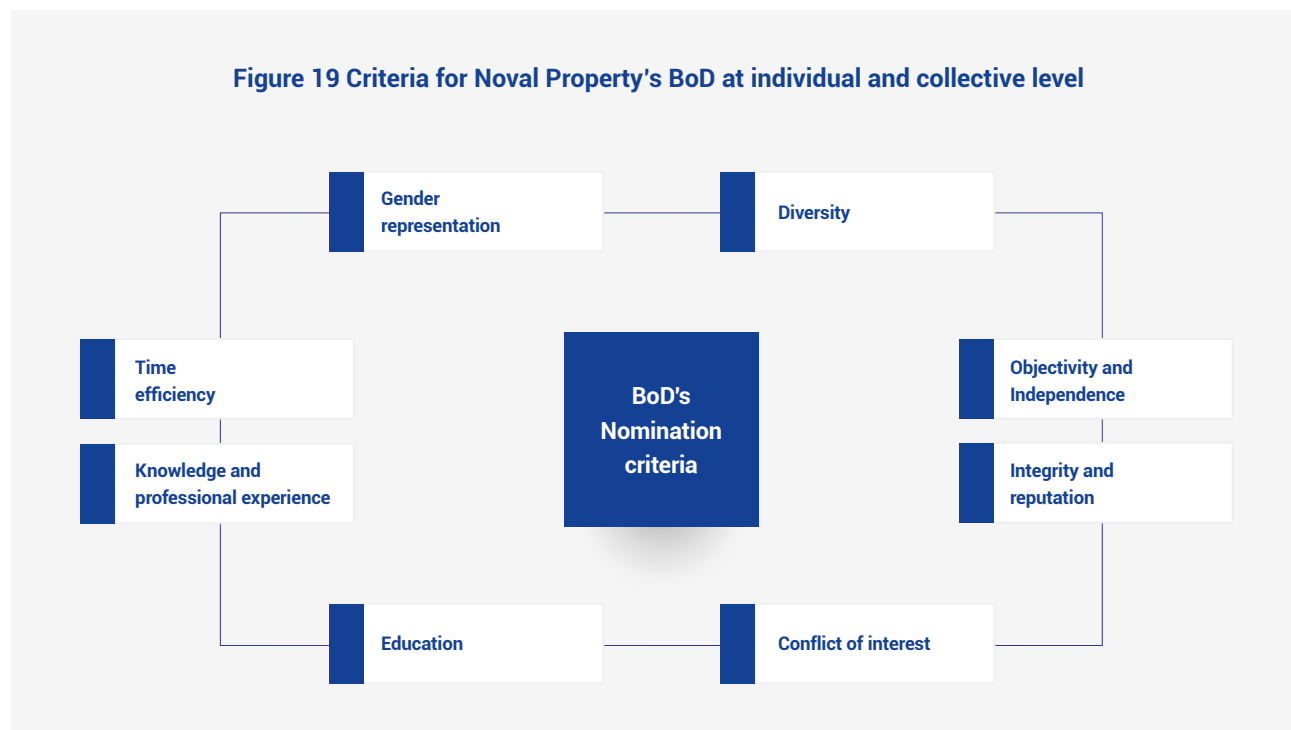 Figure 19 Criteria for Noval Property's BoD at individual and collective level
Gender
representation
Diversity
Time
efficiency
Objectivity and
Independence
BoD's
Nomination
criteria
Knowledge and
professional experience
Integrity and
reputation
Education
Conflict of interest